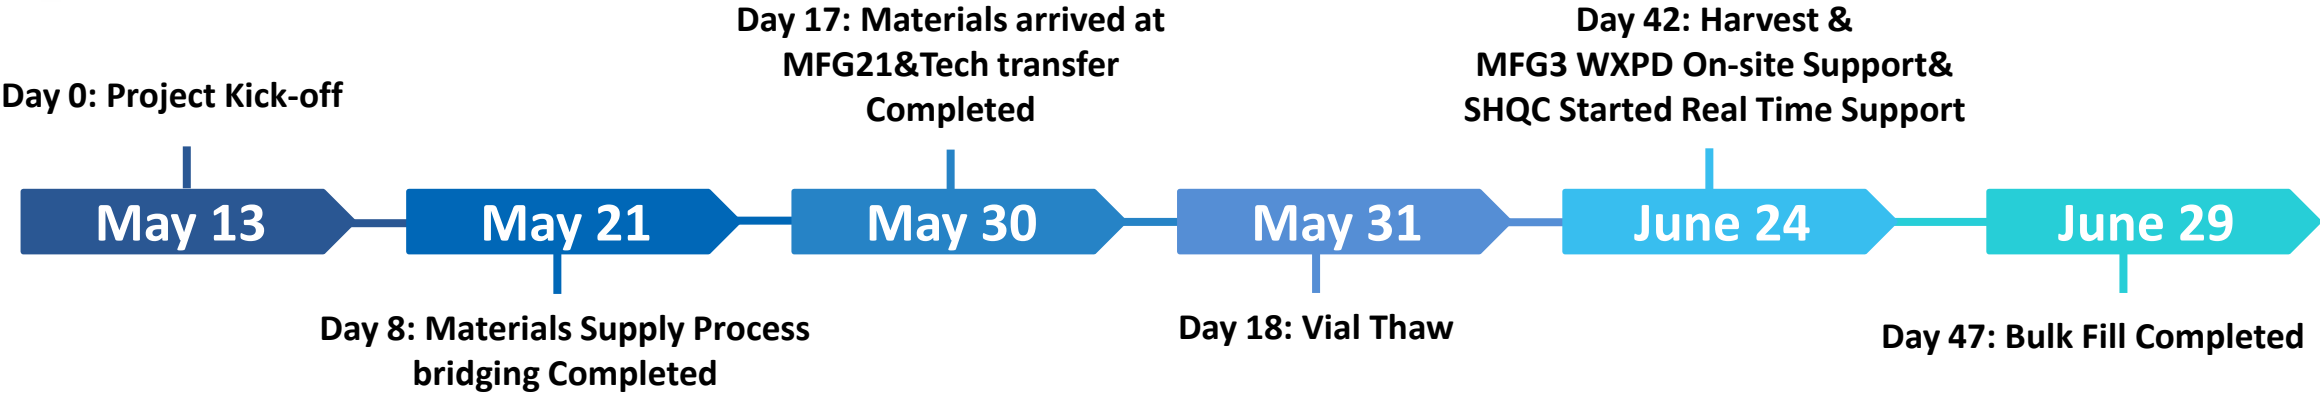 Day 0: Project Kick-off
May 13
May 21
Day 8: Materials Supply Process
bridging Completed
Day 17: Materials arrived at
MFG21&Tech transfer
Completed
May 30
May 31
Day 18: Vial Thaw
Day 42: Harvest &
MFG3 WXPD On-site Support&
SHQC Started Real Time Support
June 24
June 29
Day 47: Bulk Fill Completed